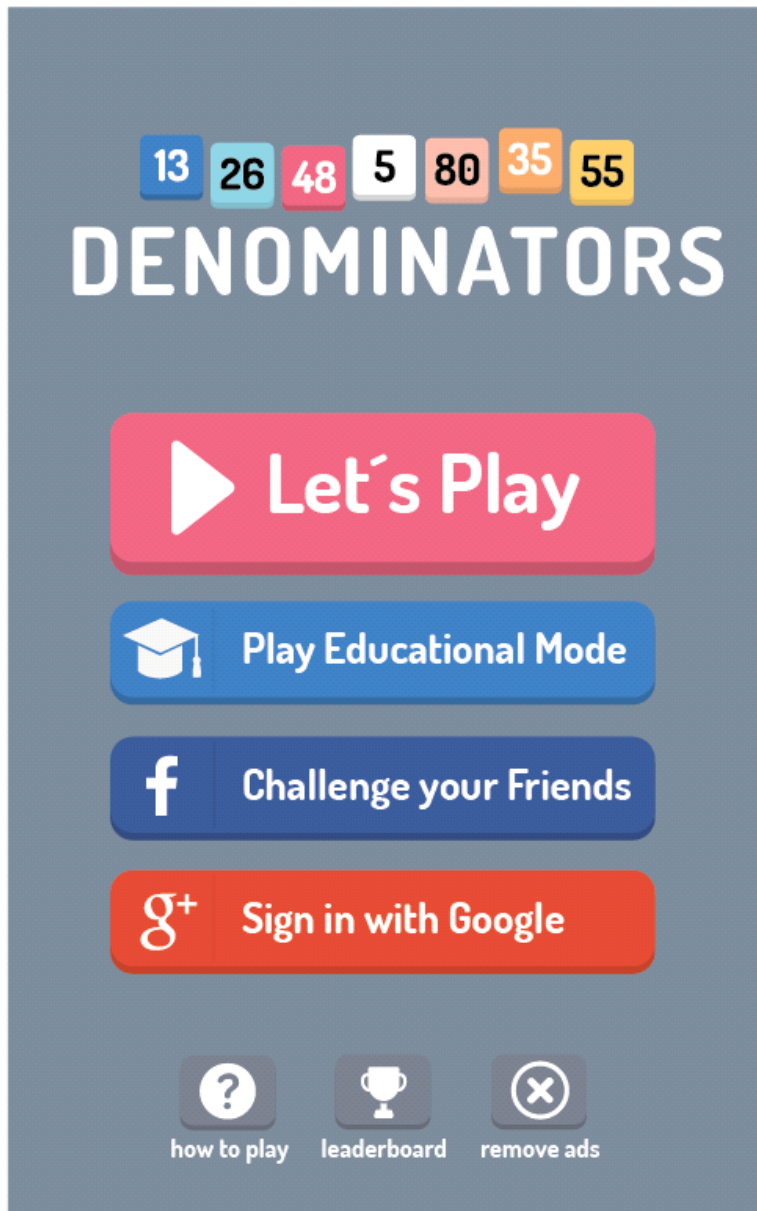 13 26 48 5 80 35 55
DENOMINATORS
Let´s Play
Play Educational Mode
f Challenge your Friends
g+ Sign in with Google
?
how to play leaderboard remove ads